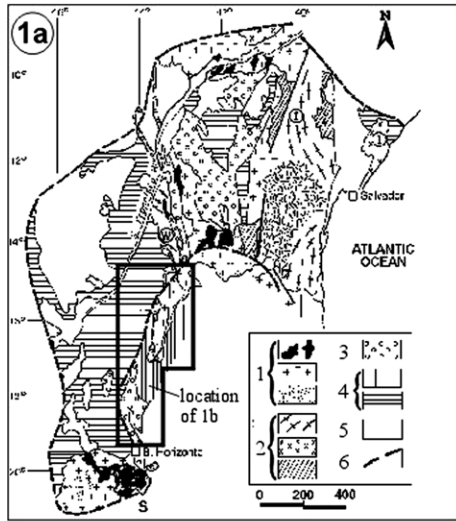 1a
N
40°
10°
12°
Salvador
14°
ATLANTIC
OCEAN
location
of 1b
B. Horizonte
S
1
2
3
4
5
6
0 200 400